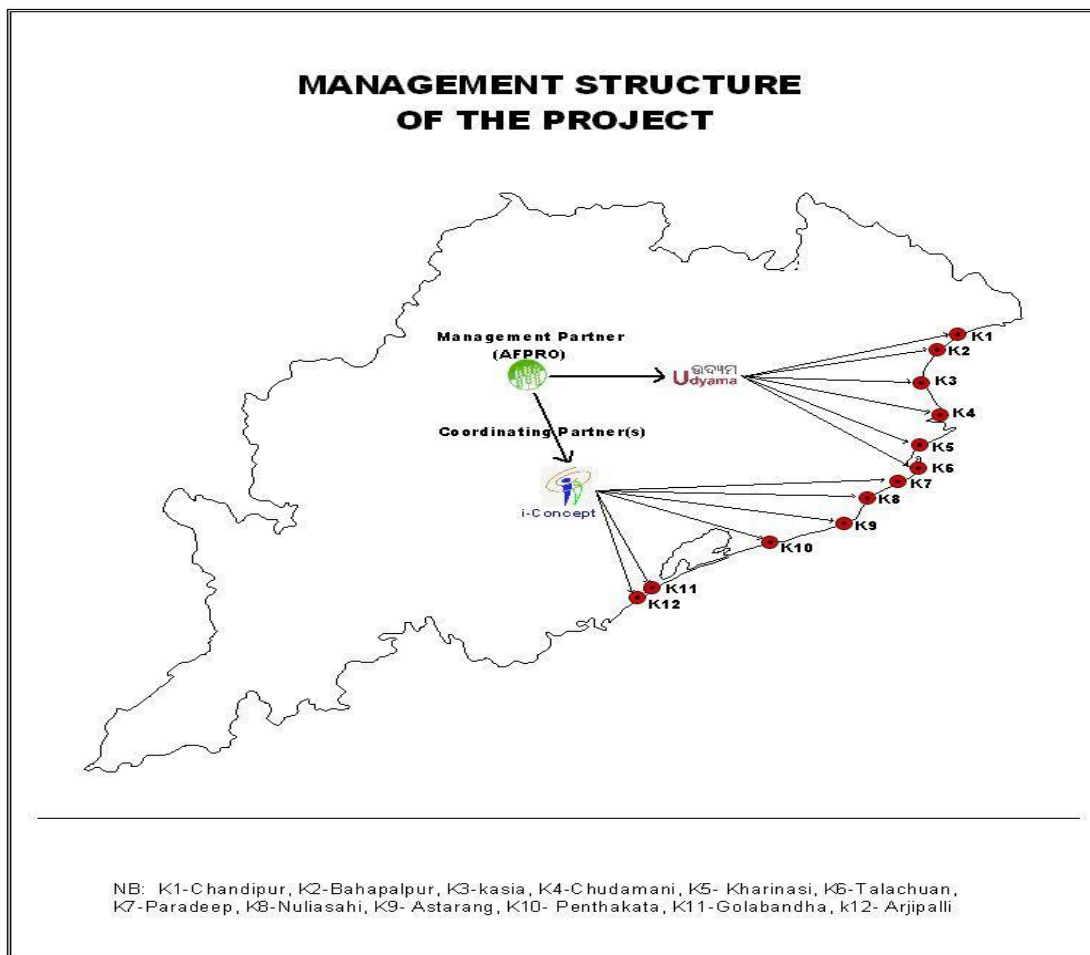 MANAGEMENT STRUCTURE
OF THE PROJECT
Management Partner
(AFPRO)
ଉଦ୍ୟମ
Udyama
Coordinating Partner(s)
i-Concept
K1
K2
K3
K4
K5
K6
K7
K8
K9
K10
K11
K12
NB: K1-Chandipur, K2-Bahapalpur, K3-kasia, K4-Chudamani, K5- Kharinasi, K6-Talachuan,
K7-Paradeep, K8-Nuliasahi, K9- Astarang, K10- Penthakata, K11-Golabandha, k12- Arjipalli